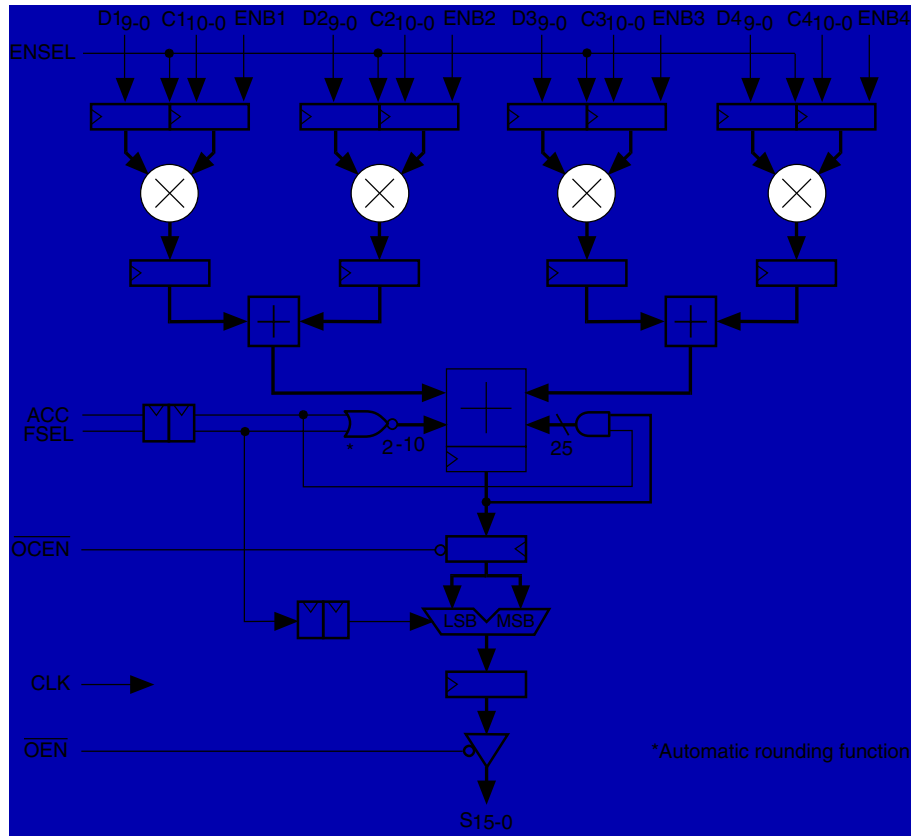 D19-0 C110-0 ENB1 D29-0 C210-0 ENB2 D39-0 C310-0 ENB3 D49-0 C410-0 ENB4
ENSEL
ACC
FSEL
*
2-10
25
OCEN
LSB MSB
CLK
OEN
*Automatic rounding function
S15-0